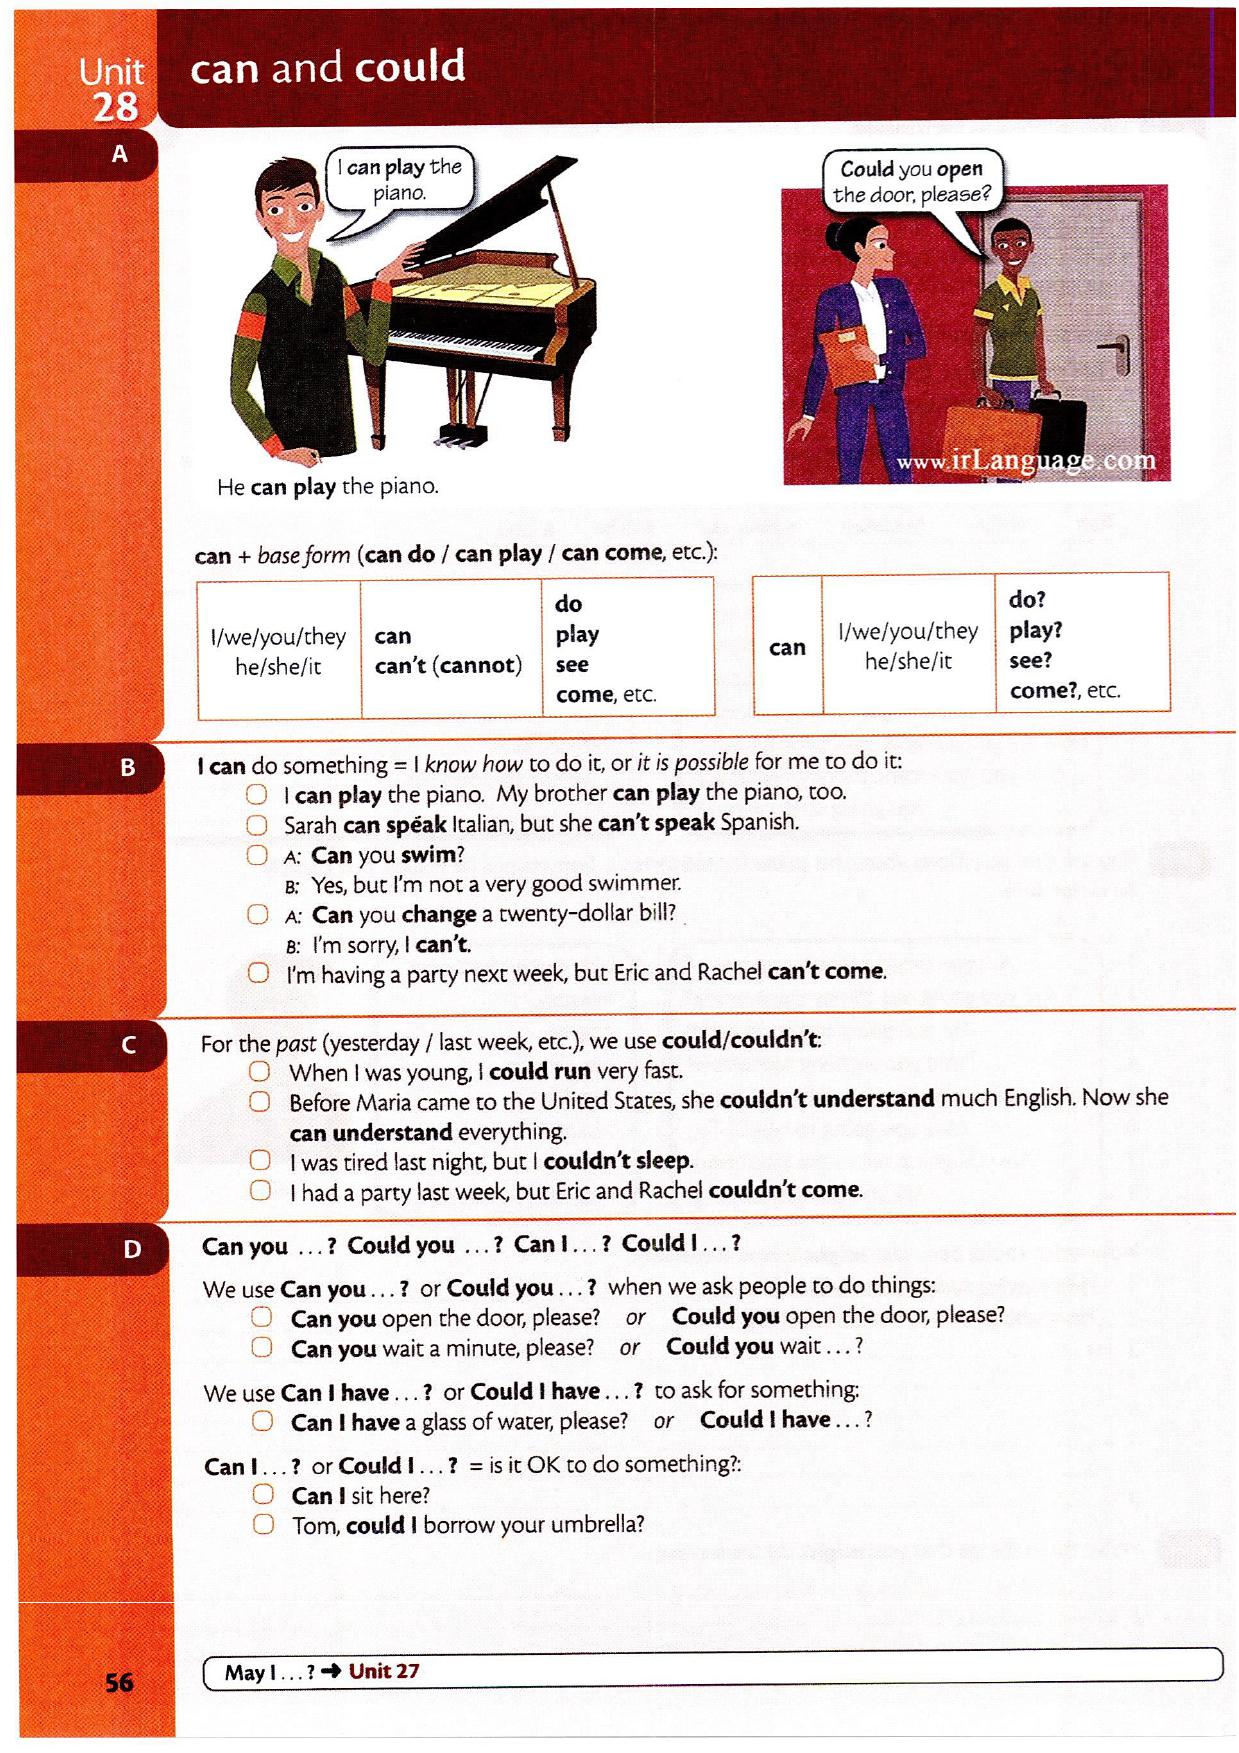 Unit
28
can and could
A
I can play the
piano.
Could you open
the door, please?
www.irLanguage.com
He can play the piano.
can + base form (can do / can play / can come, etc.):
I/we/you/they
he/she/it
can
can't (cannot)
do
play
see
come, etc.
can
I/we/you/they
he/she/it
do?
play?
see?
come?, etc.
B
I can do something = I know how to do it, or it is possible for me to do it:
I can play the piano. My brother can play the piano, too.
Sarah can speak Italian, but she can't speak Spanish.
A: Can you swim?
B: Yes, but I'm not a very good swimmer.
A: Can you change a twenty-dollar bill?
B: I'm sorry, I can't.
I'm having a party next week, but Eric and Rachel can't come.
C
For the past (yesterday / last week, etc.), we use could/couldn't:
When I was young, I could run very fast.
Before Maria came to the United States, she couldn't understand much English. Now she
can understand everything.
I was tired last night, but I couldn't sleep.
I had a party last week, but Eric and Rachel couldn't come.
D
Can you ...? Could you ...? Can I ...? Could I ...?
We use Can you ...? or Could you ...? when we ask people to do things:
Can you open the door, please? or Could you open the door, please?
Can you wait a minute, please? or Could you wait ...?
We use Can I have ...? or Could I have ...? to ask for something:
Can I have a glass of water, please? or Could I have ...?
Can I ...? or Could I ...? = is it OK to do something?:
Can I sit here?
Tom, could I borrow your umbrella?
56
May I ...? → Unit 27